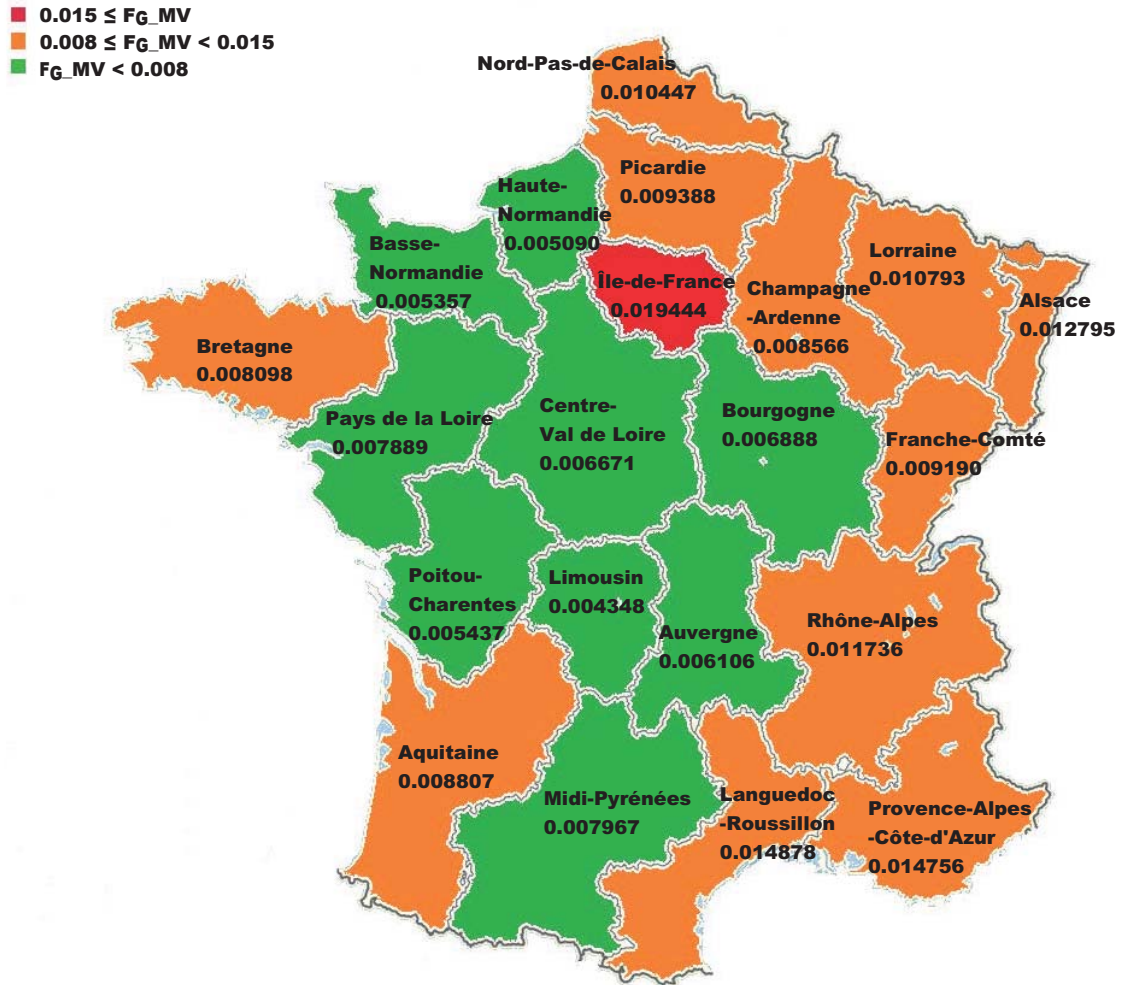 0.015 ≤ FG_MV
0.008 ≤ FG_MV < 0.015
FG_MV < 0.008
Nord-Pas-de-Calais
0.010447
Picardie
0.009388
Haute-
Normandie
0.005090
Basse-
Normandie
0.005357
Île-de-France
0.019444
Champagne
-Ardenne
0.008566
Lorraine
0.010793
Alsace
0.012795
Bretagne
0.008098
Pays de la Loire
0.007889
Centre-
Val de Loire
0.006671
Bourgogne
0.006888
Franche-Comté
0.009190
Poitou-
Charentes
0.005437
Limousin
0.004348
Auvergne
0.006106
Rhône-Alpes
0.011736
Aquitaine
0.008807
Midi-Pyrénées
0.007967
Languedoc
-Roussillon
0.014878
Provence-Alpes
-Côte-d'Azur
0.014756